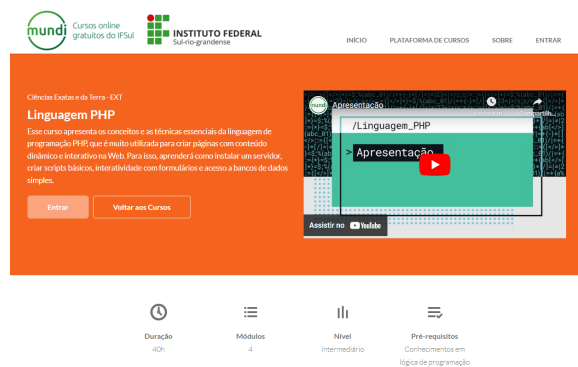 mundi
Cursos online
gratuitos do IFSul
INSTITUTO FEDERAL
Sul-rio-grandense
INÍCIO
PLATAFORMA DE CURSOS
SOBRE
ENTRAR
Ciências Exatas e da Terra - EXT
Linguagem PHP
Esse curso apresenta os conceitos e as técnicas essenciais da linguagem de
programação PHP, que é muito utilizada para criar páginas com conteúdo
dinâmico e interativo na Web. Para isso, aprenderá como instalar um servidor,
criar scripts básicos, interatividade com formulários e acesso a bancos de dados
simples.
Entrar
Voltar aos Cursos
mundi
Apresentação
/Linguagem_PHP
> Apresentação_
Assistir no YouTube
Duração
40h
Módulos
4
Nível
Intermediário
Pré-requisitos
Conhecimentos em
lógica de programação